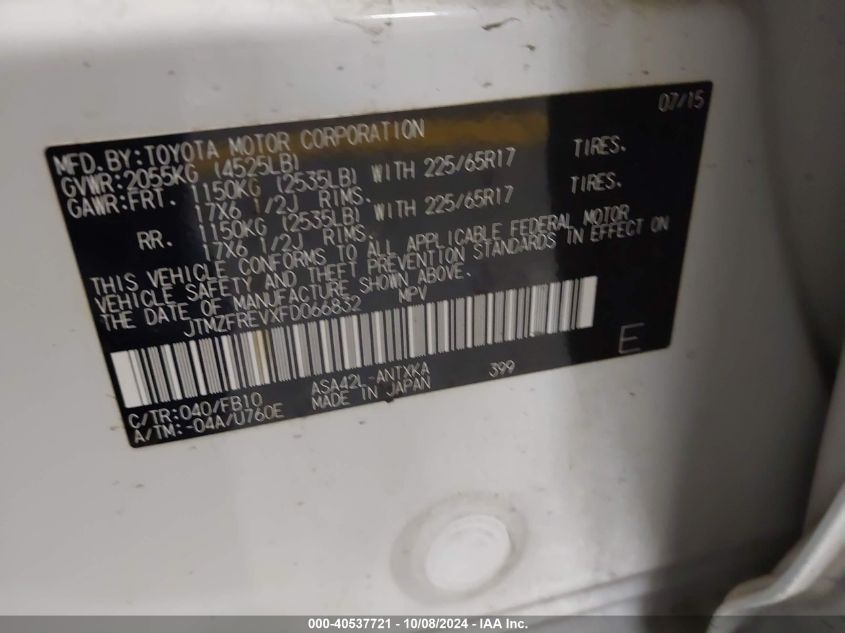 07/15
MFD. BY: TOYOTA MOTOR CORPORATION
GVWR: 2055KG (4525LB)
GAWR: FRT. 1150KG (2535LB) WITH 225/65R17 TIRES.
17X6 1/2J RIMS.
RR. 1150KG (2535LB) WITH 225/65R17 TIRES.
17X6 1/2J RIMS.
THIS VEHICLE CONFORMS TO ALL APPLICABLE FEDERAL MOTOR
VEHICLE SAFETY AND THEFT PREVENTION STANDARDS IN EFFECT ON
THE DATE OF MANUFACTURE SHOWN ABOVE.
JTMZFREVXFD066832 MPV
E
C/TR: 040/FB10 ASA42L-ANTXKA 399
A/TM: -04A/U760E MADE IN JAPAN
000-40537721 - 10/08/2024 - IAA Inc.